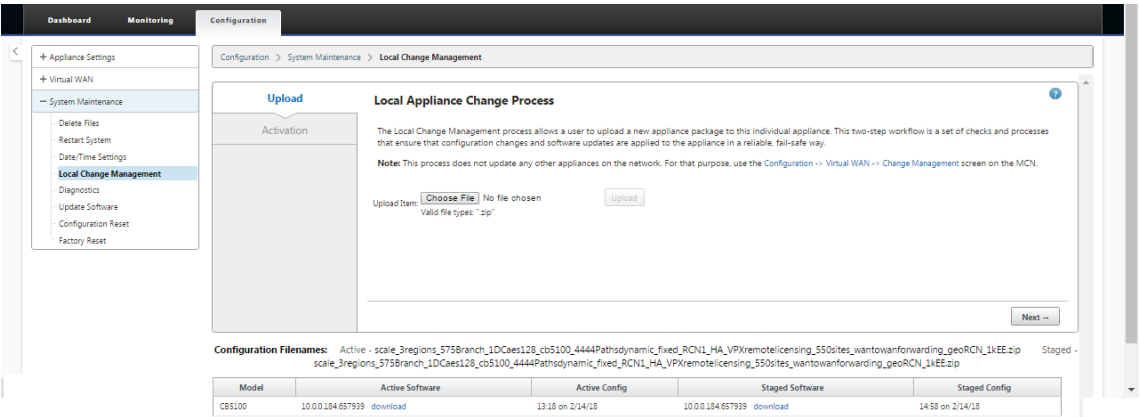 Dashboard Monitoring Configuration
+ Appliance Settings
+ Virtual WAN
− System Maintenance
Delete Files
Restart System
Date/Time Settings
Local Change Management
Diagnostics
Update Software
Configuration Reset
Factory Reset
Configuration > System Maintenance > Local Change Management
Upload
Activation
Local Appliance Change Process
?
The Local Change Management process allows a user to upload a new appliance package to this individual appliance. This two-step workflow is a set of checks and processes
that ensure that configuration changes and software updates are applied to the appliance in a reliable, fail-safe way.
Note: This process does not update any other appliances on the network. For that purpose, use the Configuration -> Virtual WAN -> Change Management screen on the MCN.
Upload Item: Choose File No file chosen Upload
Valid file types: ".zip"
Next →
Configuration Filenames: Active - scale_3regions_575Branch_1DCaes128_cb5100_4444Pathsdynamic_fixed_RCN1_HA_VPXremotelicensing_550sites_wantowanforwarding_geoRCN_1kEE.zip Staged -
scale_3regions_575Branch_1DCaes128_cb5100_4444Pathsdynamic_fixed_RCN1_HA_VPXremotelicensing_550sites_wantowanforwarding_geoRCN_1kEE.zip
Model Active Software Active Config Staged Software Staged Config
CB5100 10.0.0.184.657939 download 13:18 on 2/14/18 10.0.0.184.657939 download 14:58 on 2/14/18